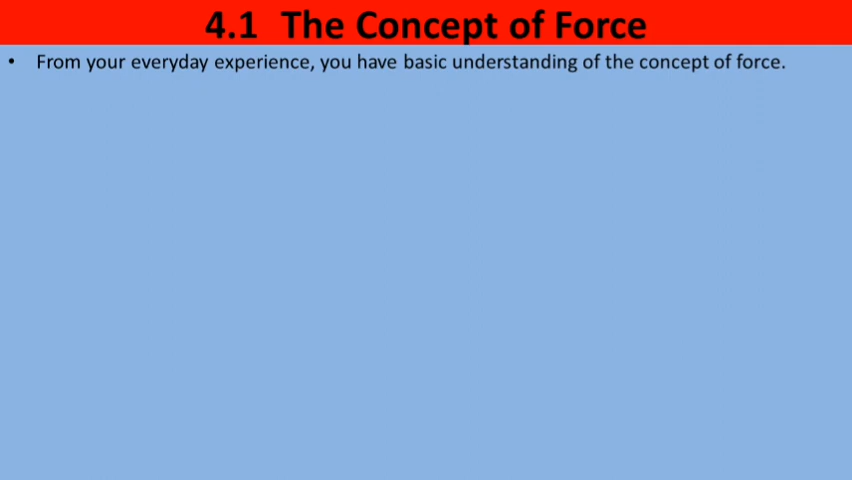 4.1 The Concept of Force
• From your everyday experience, you have basic understanding of the concept of force.